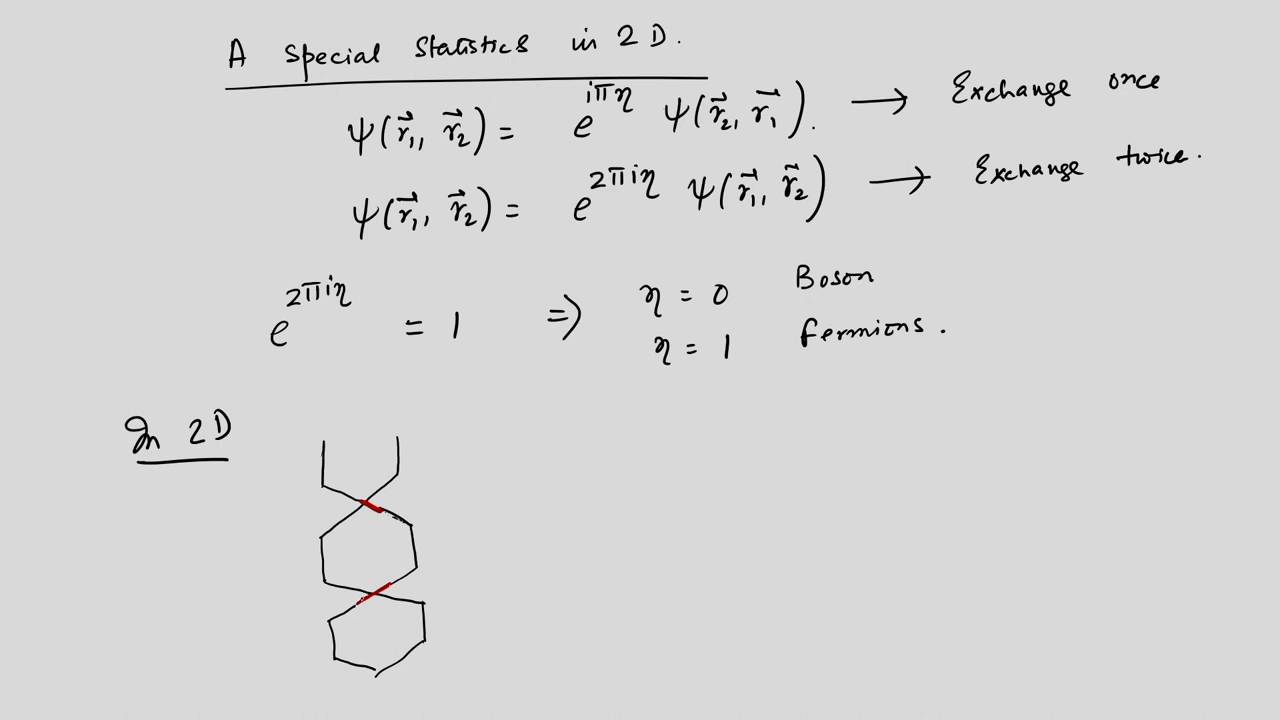 A Special Statistics in 2D.
ψ(r⃗₁, r⃗₂) = e^{iπη} ψ(r⃗₂, r⃗₁). → Exchange once
ψ(r⃗₁, r⃗₂) = e^{2πiη} ψ(r⃗₁, r⃗₂) → Exchange twice.
e^{2πiη} = 1 ⇒ η = 0 Boson
η = 1 fermions.
In 2D